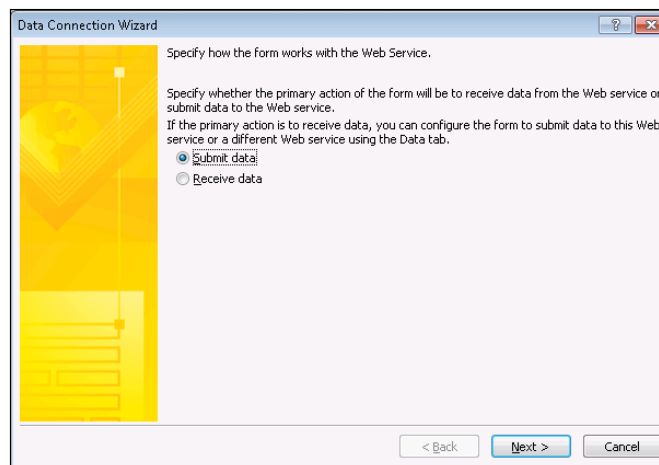 Data Connection Wizard
?
Specify how the form works with the Web Service.
Specify whether the primary action of the form will be to receive data from the Web service or
submit data to the Web service.
If the primary action is to receive data, you can configure the form to submit data to this Web
service or a different Web service using the Data tab.
Submit data
Receive data
< Back Next > Cancel